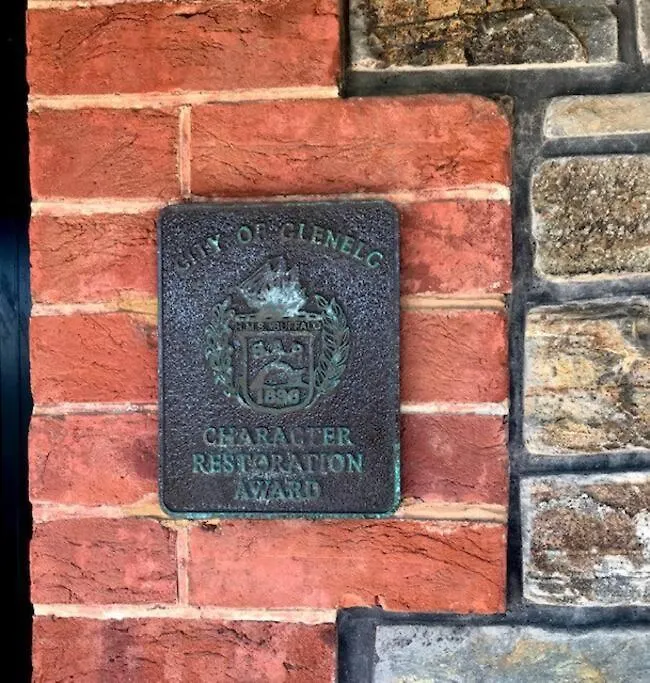 CITY OF GLENELG
H.M.S. BUFFALO
1836
CHARACTER
RESTORATION
AWARD